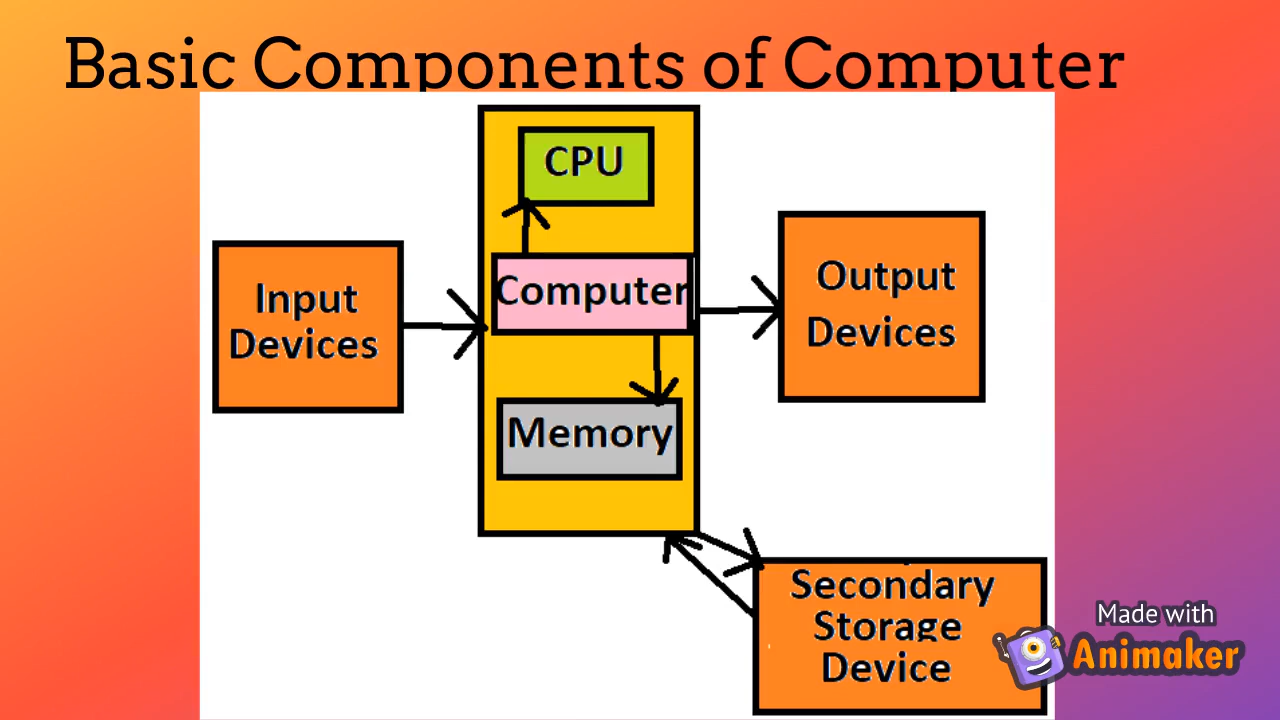 Basic Components of Computer
CPU
Computer
Memory
Input
Devices
Output
Devices
Secondary
Storage
Device
Made with
Animaker